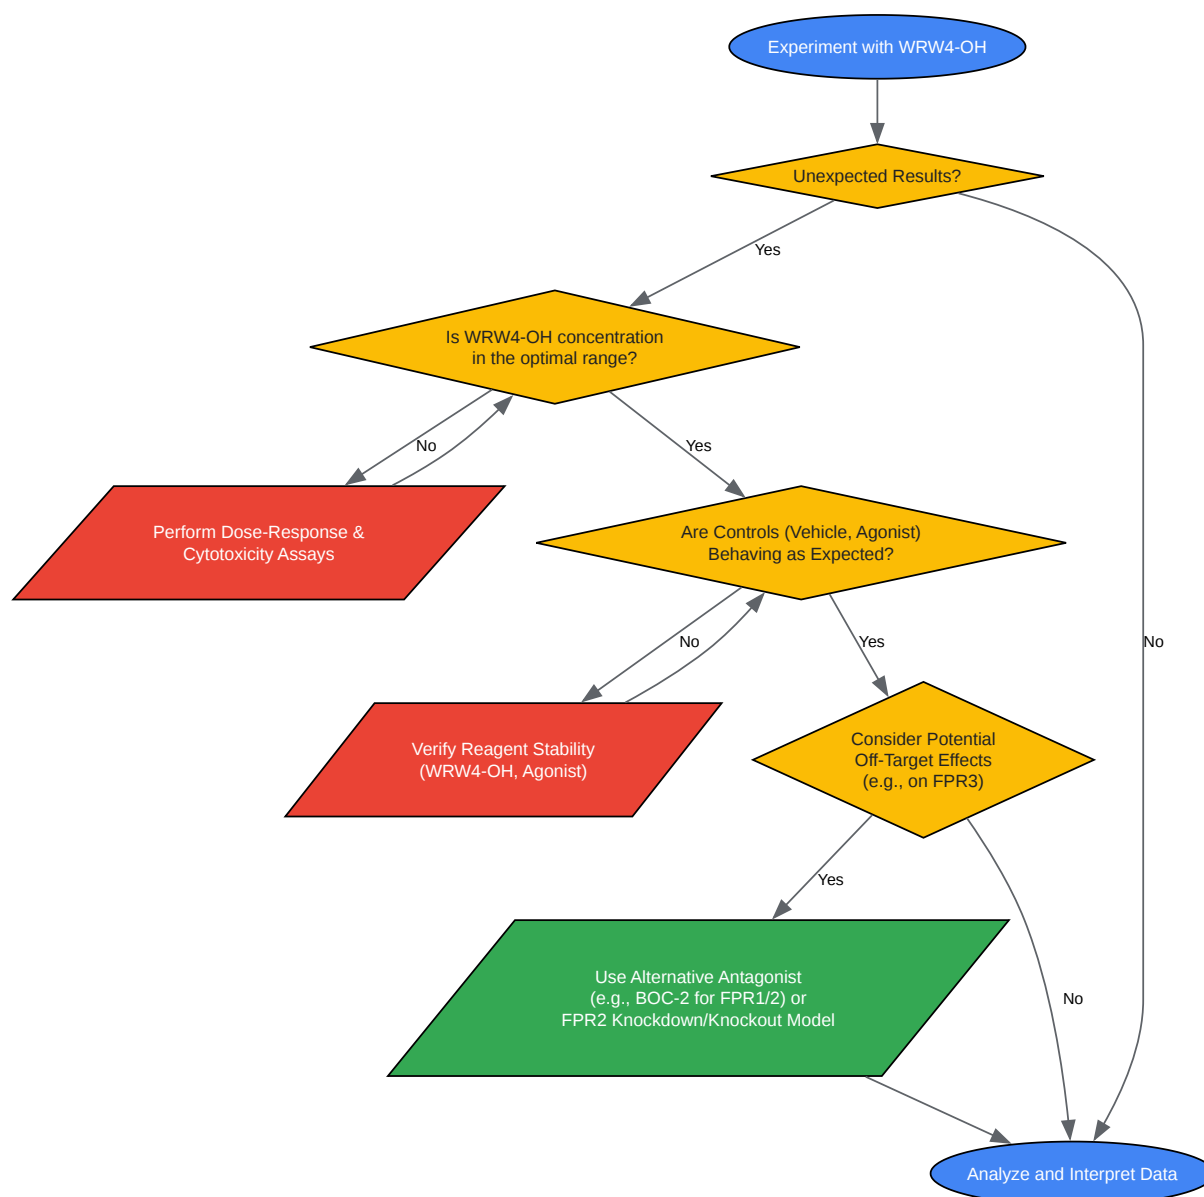 Experiment with WRW4-OH
Unexpected Results?
Yes
Is WRW4-OH concentration
in the optimal range?
No
Yes
Perform Dose-Response &
Cytotoxicity Assays
Are Controls (Vehicle, Agonist)
Behaving as Expected?
No
Yes
No
Verify Reagent Stability
(WRW4-OH, Agonist)
Consider Potential
Off-Target Effects
(e.g., on FPR3)
Yes
Use Alternative Antagonist
(e.g., BOC-2 for FPR1/2) or
FPR2 Knockdown/Knockout Model
No
Analyze and Interpret Data